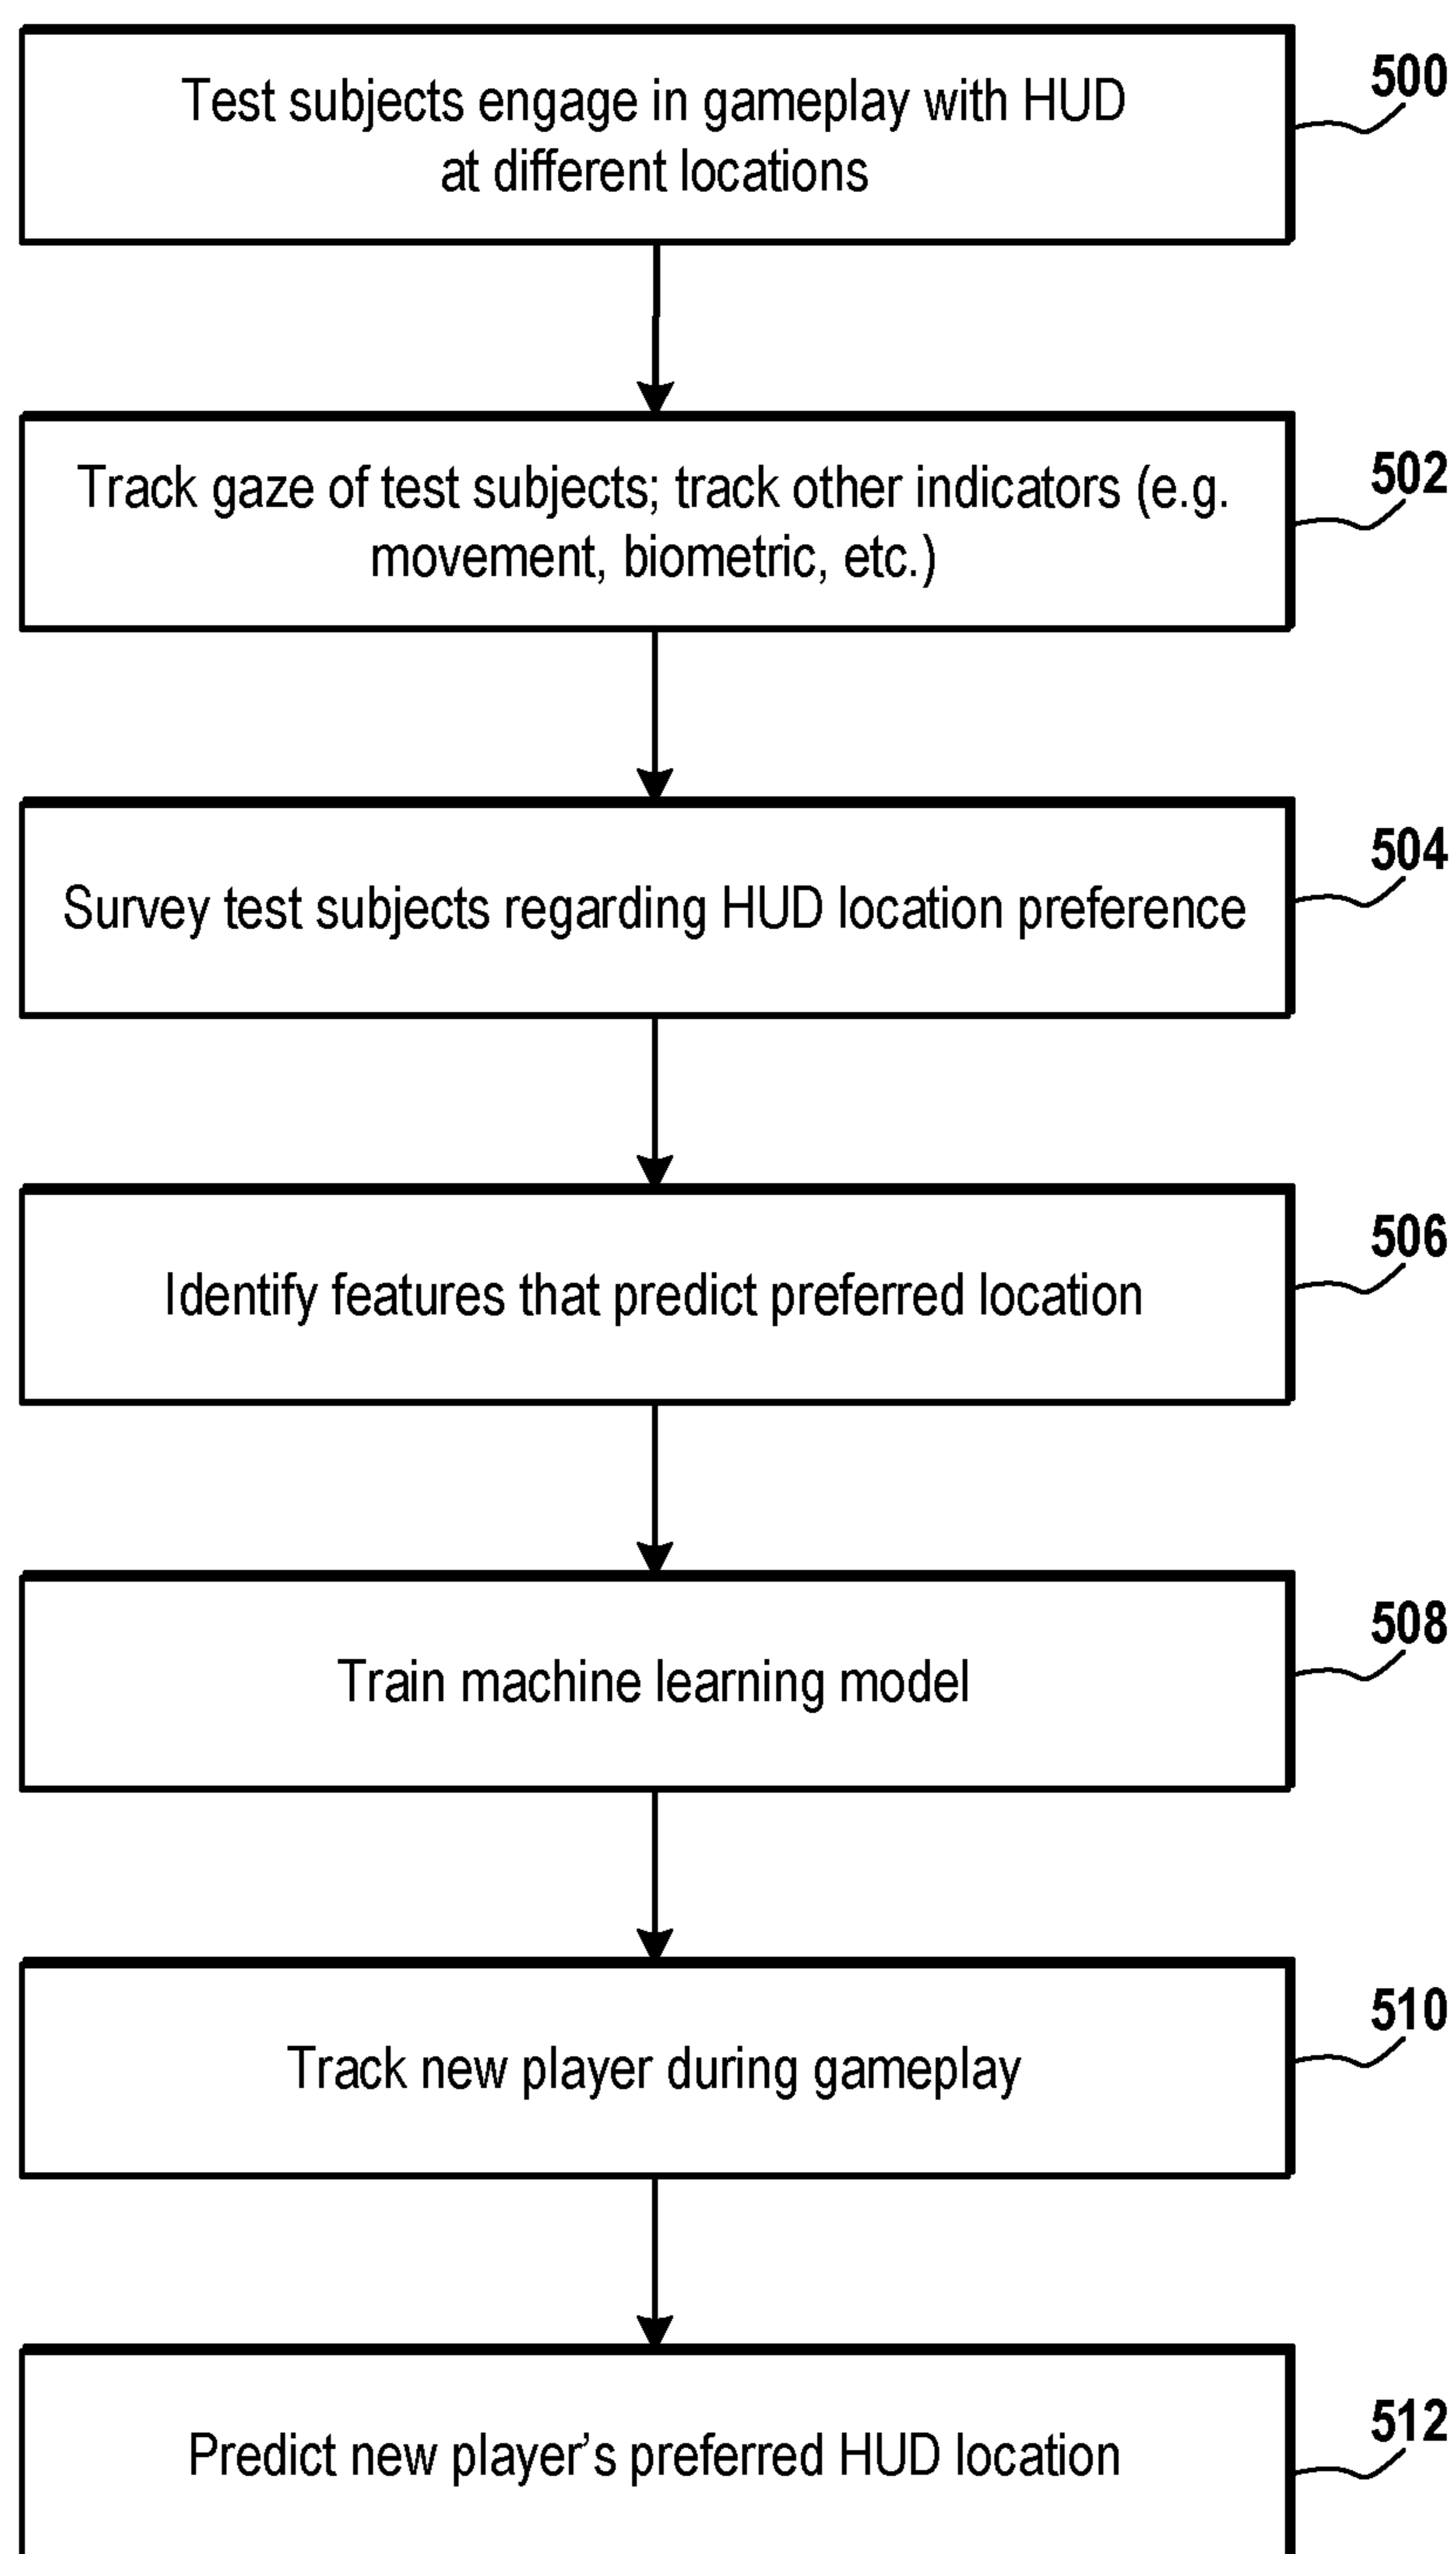 Test subjects engage in gameplay with HUD
at different locations
500
Track gaze of test subjects; track other indicators (e.g.
movement, biometric, etc.)
502
Survey test subjects regarding HUD location preference
504
Identify features that predict preferred location
506
Train machine learning model
508
Track new player during gameplay
510
Predict new player’s preferred HUD location
512